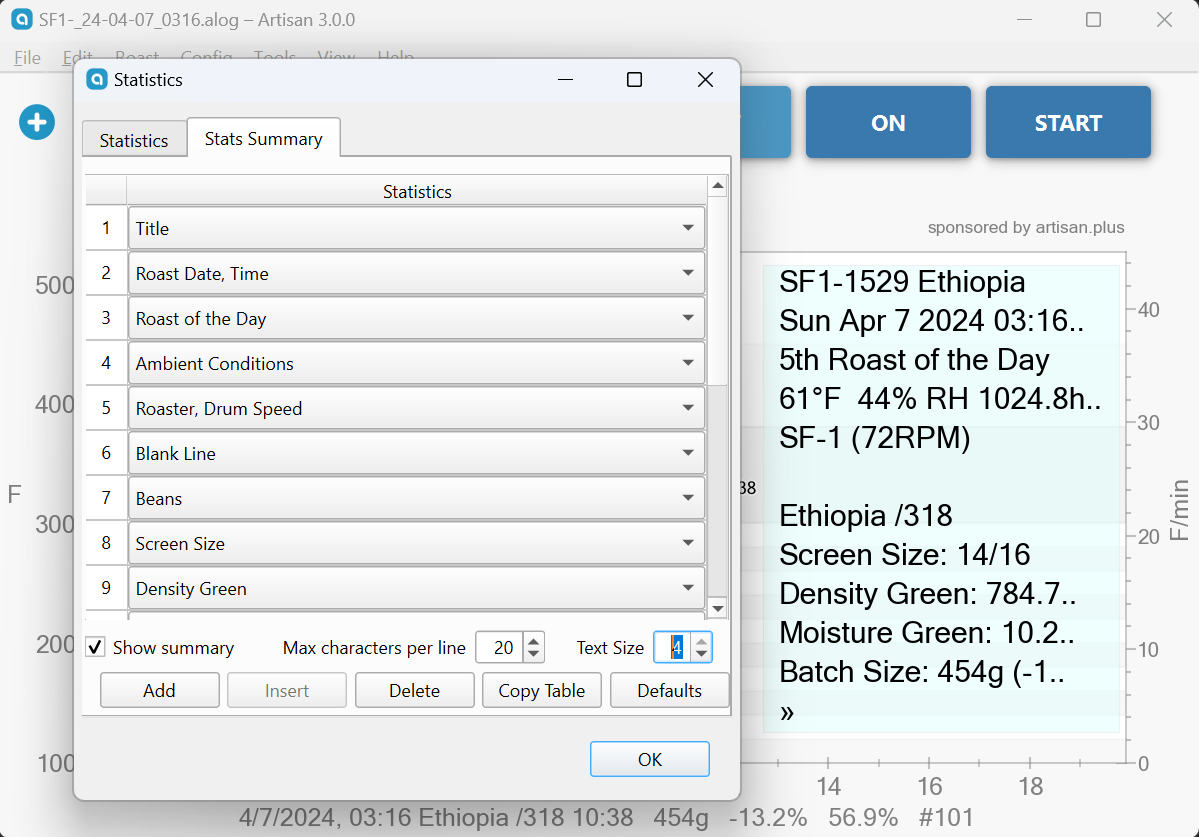 SF1-_24-04-07_0316.alog – Artisan 3.0.0
File Edit Roast Config Tools View Help
Statistics
ON
START
Statistics
Stats Summary
Statistics
1 Title
2 Roast Date, Time
3 Roast of the Day
4 Ambient Conditions
5 Roaster, Drum Speed
6 Blank Line
7 Beans
8 Screen Size
9 Density Green
Show summary
Max characters per line 20
Text Size 4
Add
Insert
Delete
Copy Table
Defaults
OK
sponsored by artisan.plus
SF1-1529 Ethiopia
Sun Apr 7 2024 03:16..
5th Roast of the Day
61°F  44% RH 1024.8h..
SF-1 (72RPM)
Ethiopia /318
Screen Size: 14/16
Density Green: 784.7..
Moisture Green: 10.2..
Batch Size: 454g (-1..
»
38
500
400
F
300
200
100
40
30
20
10
0
F/min
14 16 18
4/7/2024, 03:16 Ethiopia /318 10:38 454g -13.2% 56.9% #101